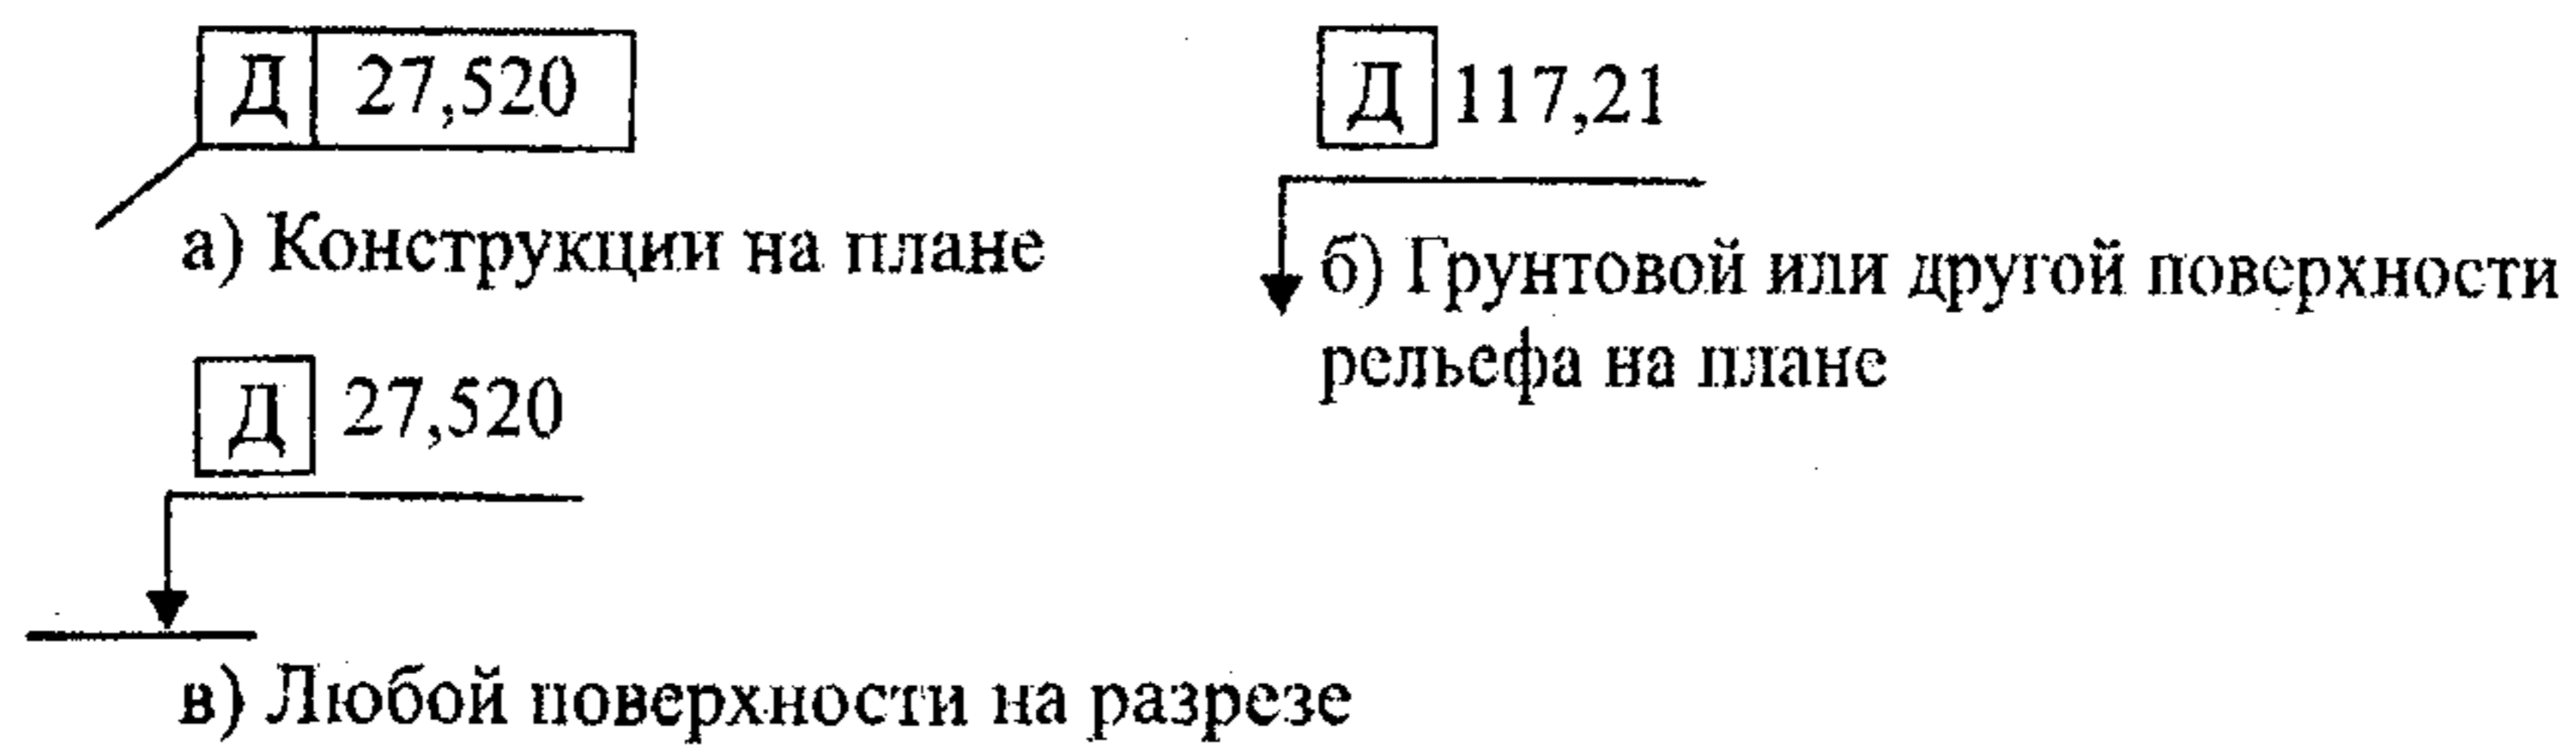 Д 27,520
а) Конструкции на плане
Д 117,21
б) Грунтовой или другой поверхности
рельефа на плане
Д 27,520
в) Любой поверхности на разрезе